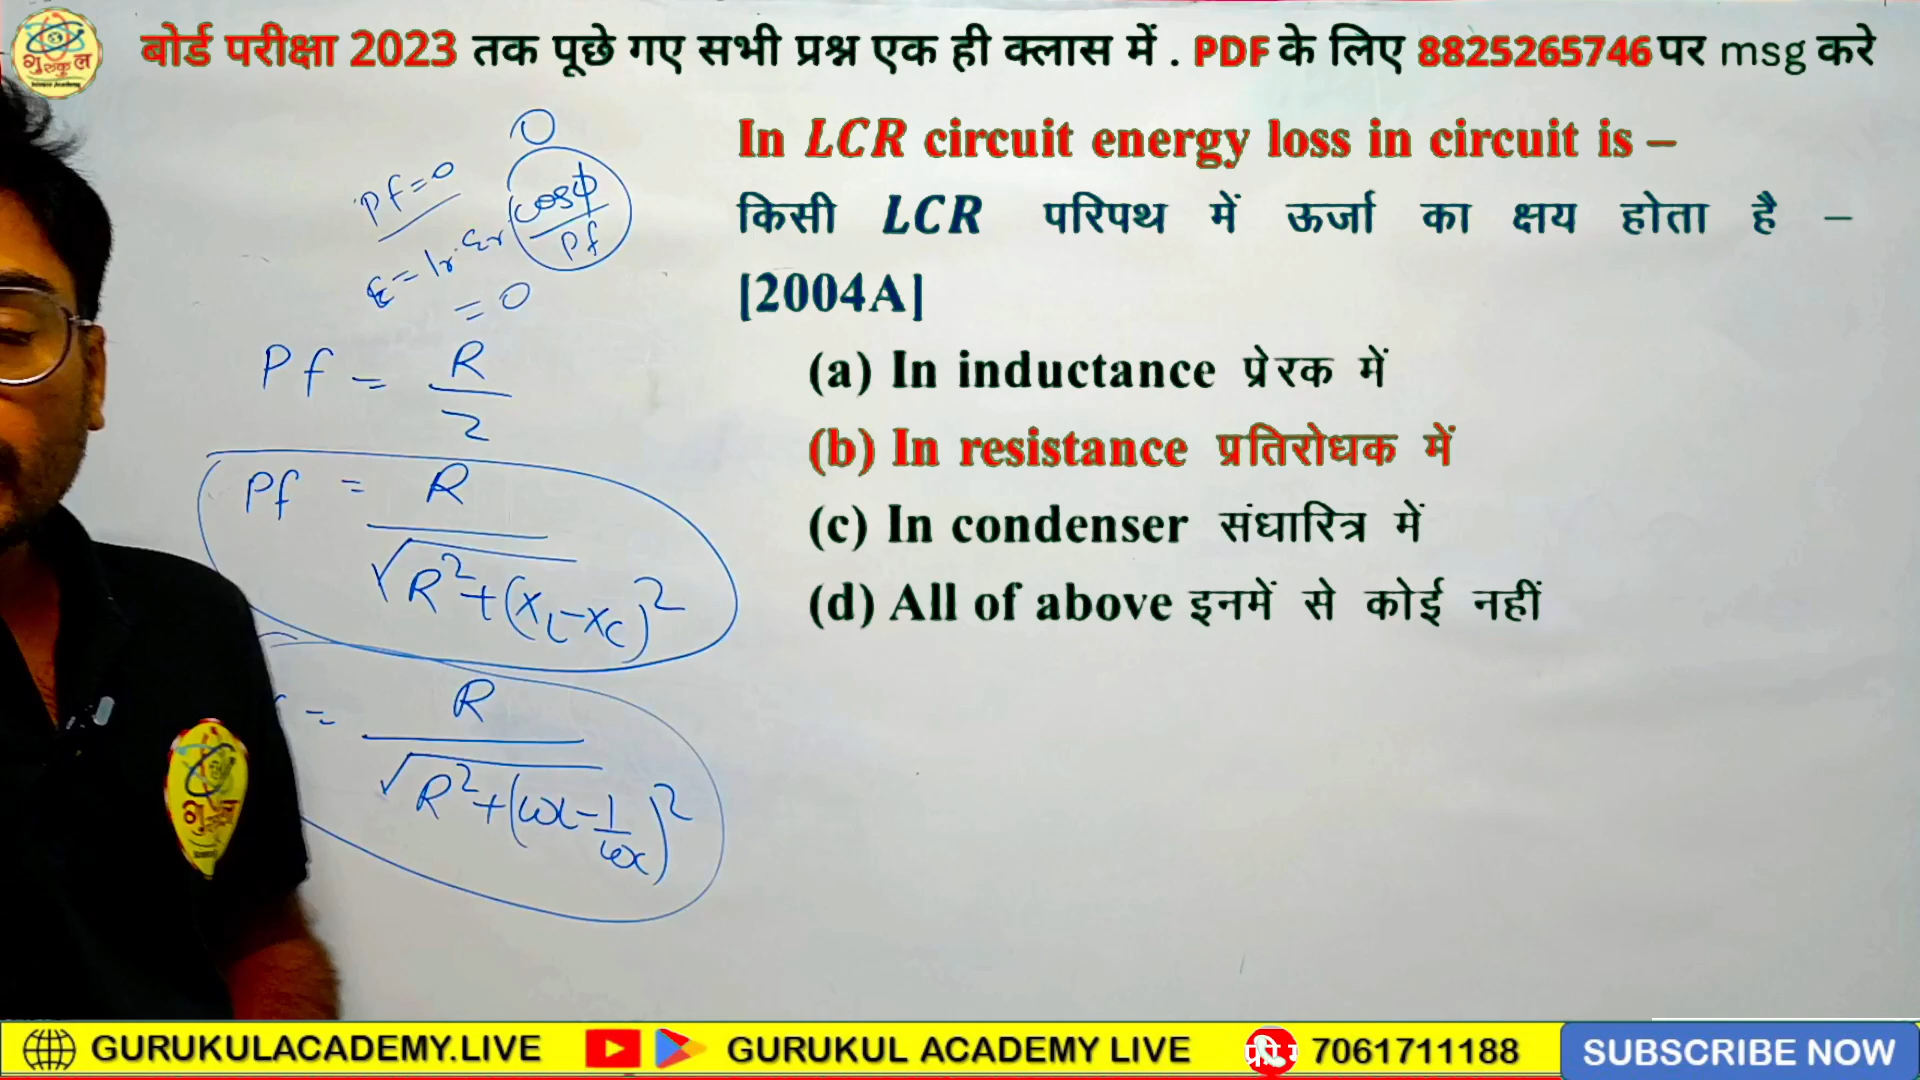 गुरुकुल
Science Academy
बोर्ड परीक्षा 2023 तक पूछे गए सभी प्रश्न एक ही क्लास में . PDF के लिए 8825265746 पर msg करे
In LCR circuit energy loss in circuit is –
किसी LCR परिपथ में ऊर्जा का क्षय होता है –
[2004A]
(a) In inductance प्रेरक में
(b) In resistance प्रतिरोधक में
(c) In condenser संधारित्र में
(d) All of above इनमें से कोई नहीं
0
Pf=0
cosϕ
Pf
= 0
Pf = R
Z
Pf = R
√R²+(XL-XC)²
= R
√R²+(ωL-1/ωC)²
गुरुकुल
GURUKULACADEMY.LIVE
GURUKUL ACADEMY LIVE
7061711188
SUBSCRIBE NOW